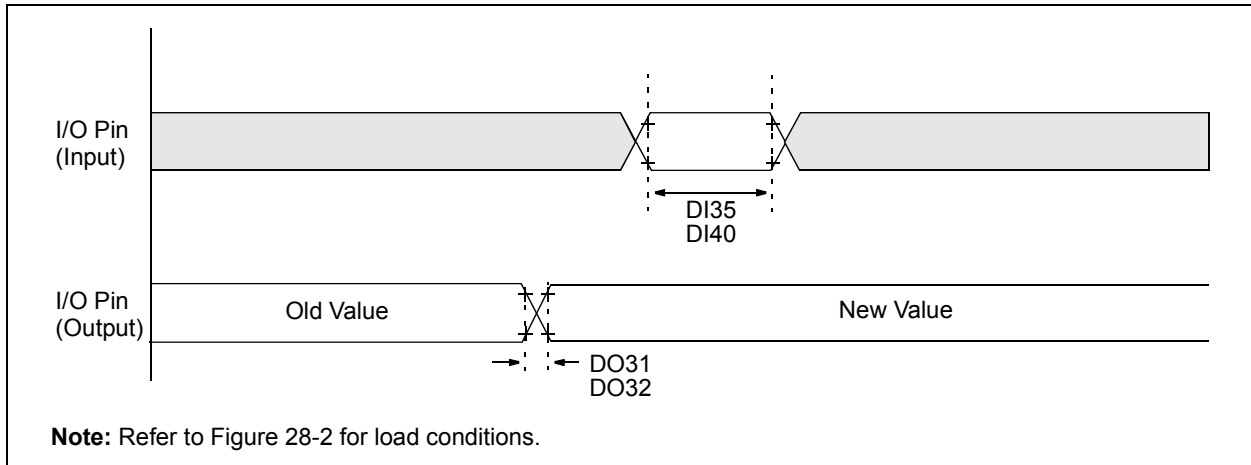 I/O Pin
(Input)
DI35
DI40
I/O Pin
(Output)
Old Value
New Value
DO31
DO32
Note: Refer to Figure 28-2 for load conditions.